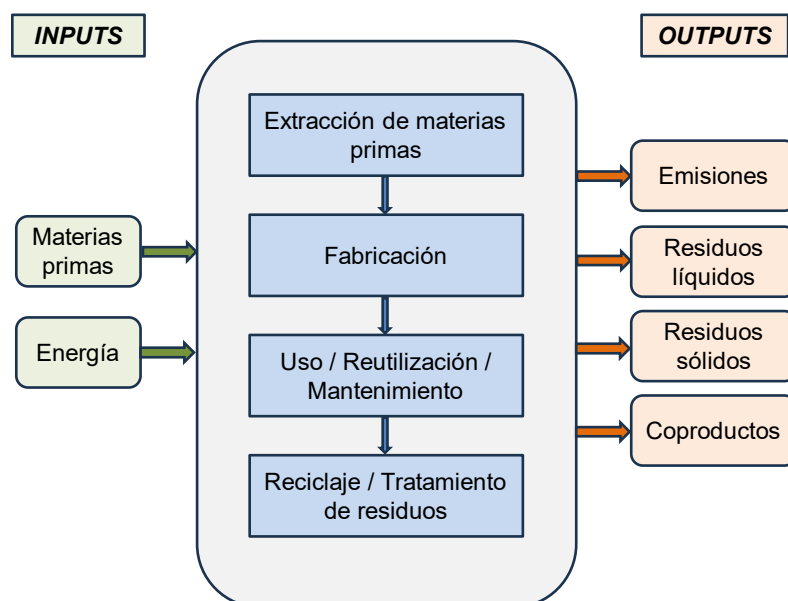 INPUTS
OUTPUTS
Extracción de materias
primas
Fabricación
Uso / Reutilización /
Mantenimiento
Reciclaje / Tratamiento
de residuos
Materias
primas
Energía
Emisiones
Residuos
líquidos
Residuos
sólidos
Coproductos